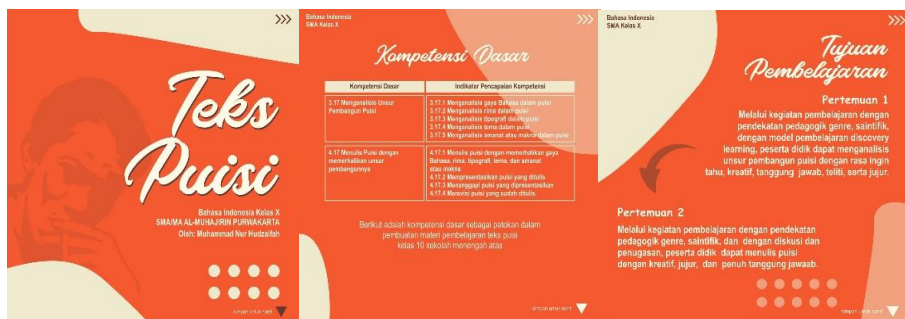 >>>
Teks
Puisi
Bahasa Indonesia Kelas X
SMA/MA AL-MUHAJIRIN PURWAKARTA
Oleh: Muhammad Nur Hudzaifah
simpan untuk nanti
Bahasa Indonesia
SMA Kelas X
>>>
Kompetensi Dasar
Kompetensi Dasar
Indikator Pencapaian Kompetensi
3.17 Menganalisis Unsur
Pembangun Puisi
3.17.1 Menganalisis gaya Bahasa dalam puisi
3.17.2 Menganalisis rima dalam puisi
3.17.3 Menganalisis tipografi dalam puisi
3.17.4 Menganalisis tema dalam puisi
3.17.5 Menganalisis amanat atau makna dalam puisi
4.17 Menulis Puisi dengan
memerhatikan unsur
pembangunnya
4.17.1 Menulis puisi dengan memerhatikan gaya
Bahasa, rima, tipografi, tema, dan amanat
atau makna
4.17.2 Mempresentasikan puisi yang ditulis
4.17.3 Menanggapi puisi yang dipresentasikan
4.17.4 Merevisi puisi yang sudah ditulis.
Berikut adalah kompetensi dasar sebagai patokan dalam
pembuatan materi pembelajaran teks puisi
kelas 10 sekolah menengah atas
simpan untuk nanti
Bahasa Indonesia
SMA Kelas X
>>>
Tujuan
Pembelajaran
Pertemuan 1
Melalui kegiatan pembelajaran dengan
pendekatan pedagogik genre, saintifik,
dengan model pembelajaran discovery
learning, peserta didik dapat menganalisis
unsur pembangun puisi dengan rasa ingin
tahu, kreatif, tanggung jawab, teliti, serta jujur.
Pertemuan 2
Melalui kegiatan pembelajaran dengan pendekatan
pedagogik genre, saintifik, dan dengan diskusi dan
penugasan, peserta didik dapat menulis puisi
dengan kreatif, jujur, dan penuh tanggung jawaab.
simpan untuk nanti